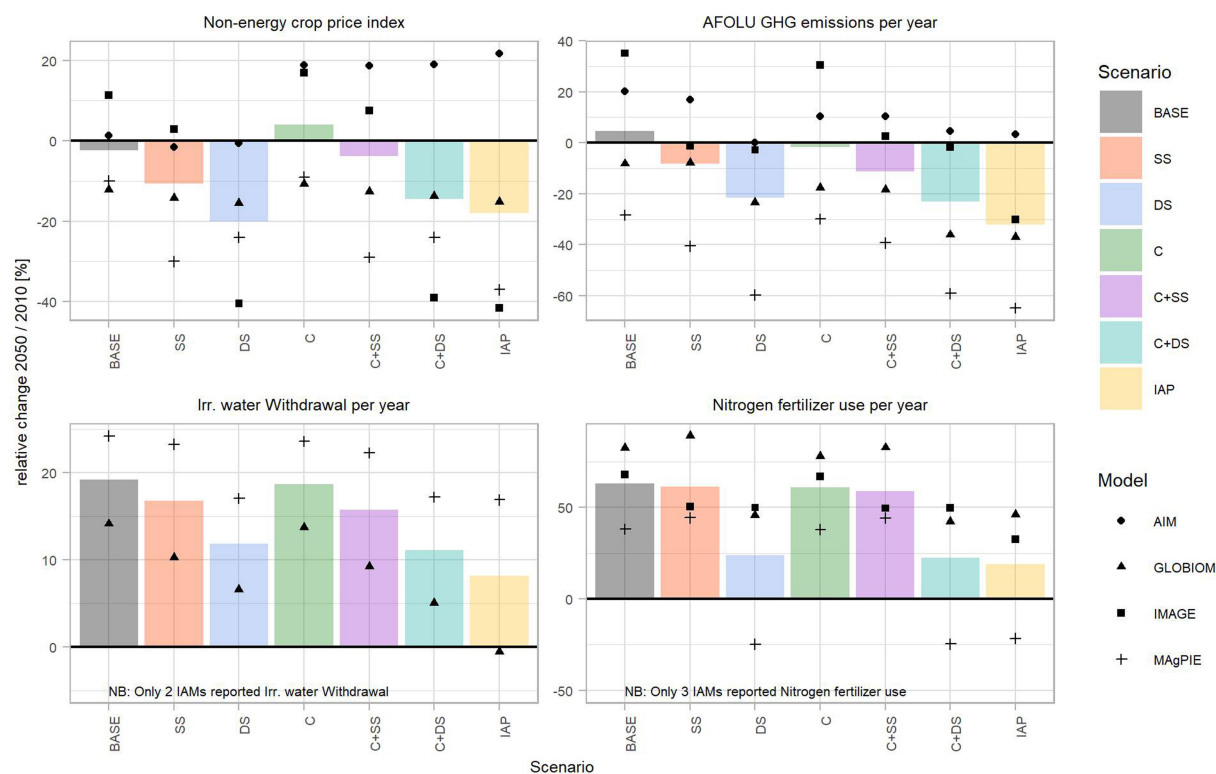 Non-energy crop price index
AFOLU GHG emissions per year
20
0
-20
-40
BASE
SS
DS
C
C+SS
C+DS
IAP
40
20
0
-20
-40
-60
BASE
SS
DS
C
C+SS
C+DS
IAP
relative change 2050 / 2010 [%]
Irr. water Withdrawal per year
Nitrogen fertilizer use per year
20
10
0
NB: Only 2 IAMs reported Irr. water Withdrawal
BASE
SS
DS
C
C+SS
C+DS
IAP
50
0
-50
NB: Only 3 IAMs reported Nitrogen fertilizer use
BASE
SS
DS
C
C+SS
C+DS
IAP
Scenario
Scenario
BASE
SS
DS
C
C+SS
C+DS
IAP
Model
AIM
GLOBIOM
IMAGE
MAgPIE